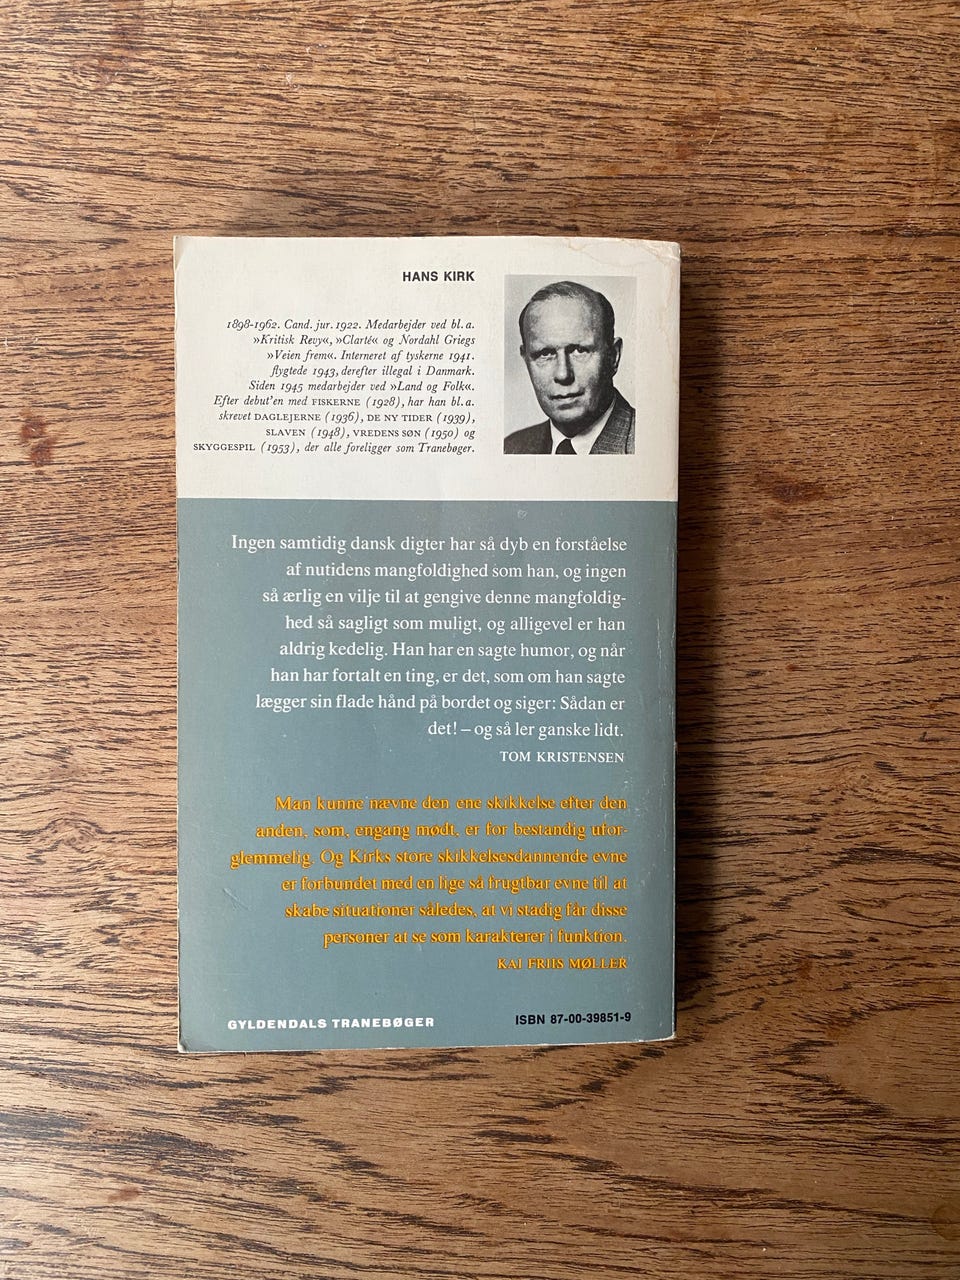 HANS KIRK
1898-1962. Cand. jur. 1922. Medarbejder ved bl. a.
»Kritisk Revy«, »Clarté« og Nordahl Griegs
»Veien frem«. Interneret af tyskerne 1941.
flygtede 1943, derefter illegal i Danmark.
Siden 1945 medarbejder ved »Land og Folk«.
Efter debut'en med FISKERNE (1928), har han bl. a.
skrevet DAGLEJERNE (1936), DE NY TIDER (1939),
SLAVEN (1948), VREDENS SØN (1950) og
SKYGGESPIL (1953), der alle foreligger som Tranebøger.
Ingen samtidig dansk digter har så dyb en forståelse
af nutidens mangfoldighed som han, og ingen
så ærlig en vilje til at gengive denne mangfoldig-
hed så sagligt som muligt, og alligevel er han
aldrig kedelig. Han har en sagte humor, og når
han har fortalt en ting, er det, som om han sagte
lægger sin flade hånd på bordet og siger: Sådan er
det! – og så ler ganske lidt.
TOM KRISTENSEN
Man kunne nævne den ene skikkelse efter den
anden, som, engang mødt, er for bestandig ufor-
glemmelig. Og Kirks store skikkelsesdannende evne
er forbundet med en lige så frugtbar evne til at
skabe situationer således, at vi stadig får disse
personer at se som karakterer i funktion.
KAI FRIIS MØLLER
GYLDENDALS TRANEBØGER
ISBN 87-00-39851-9